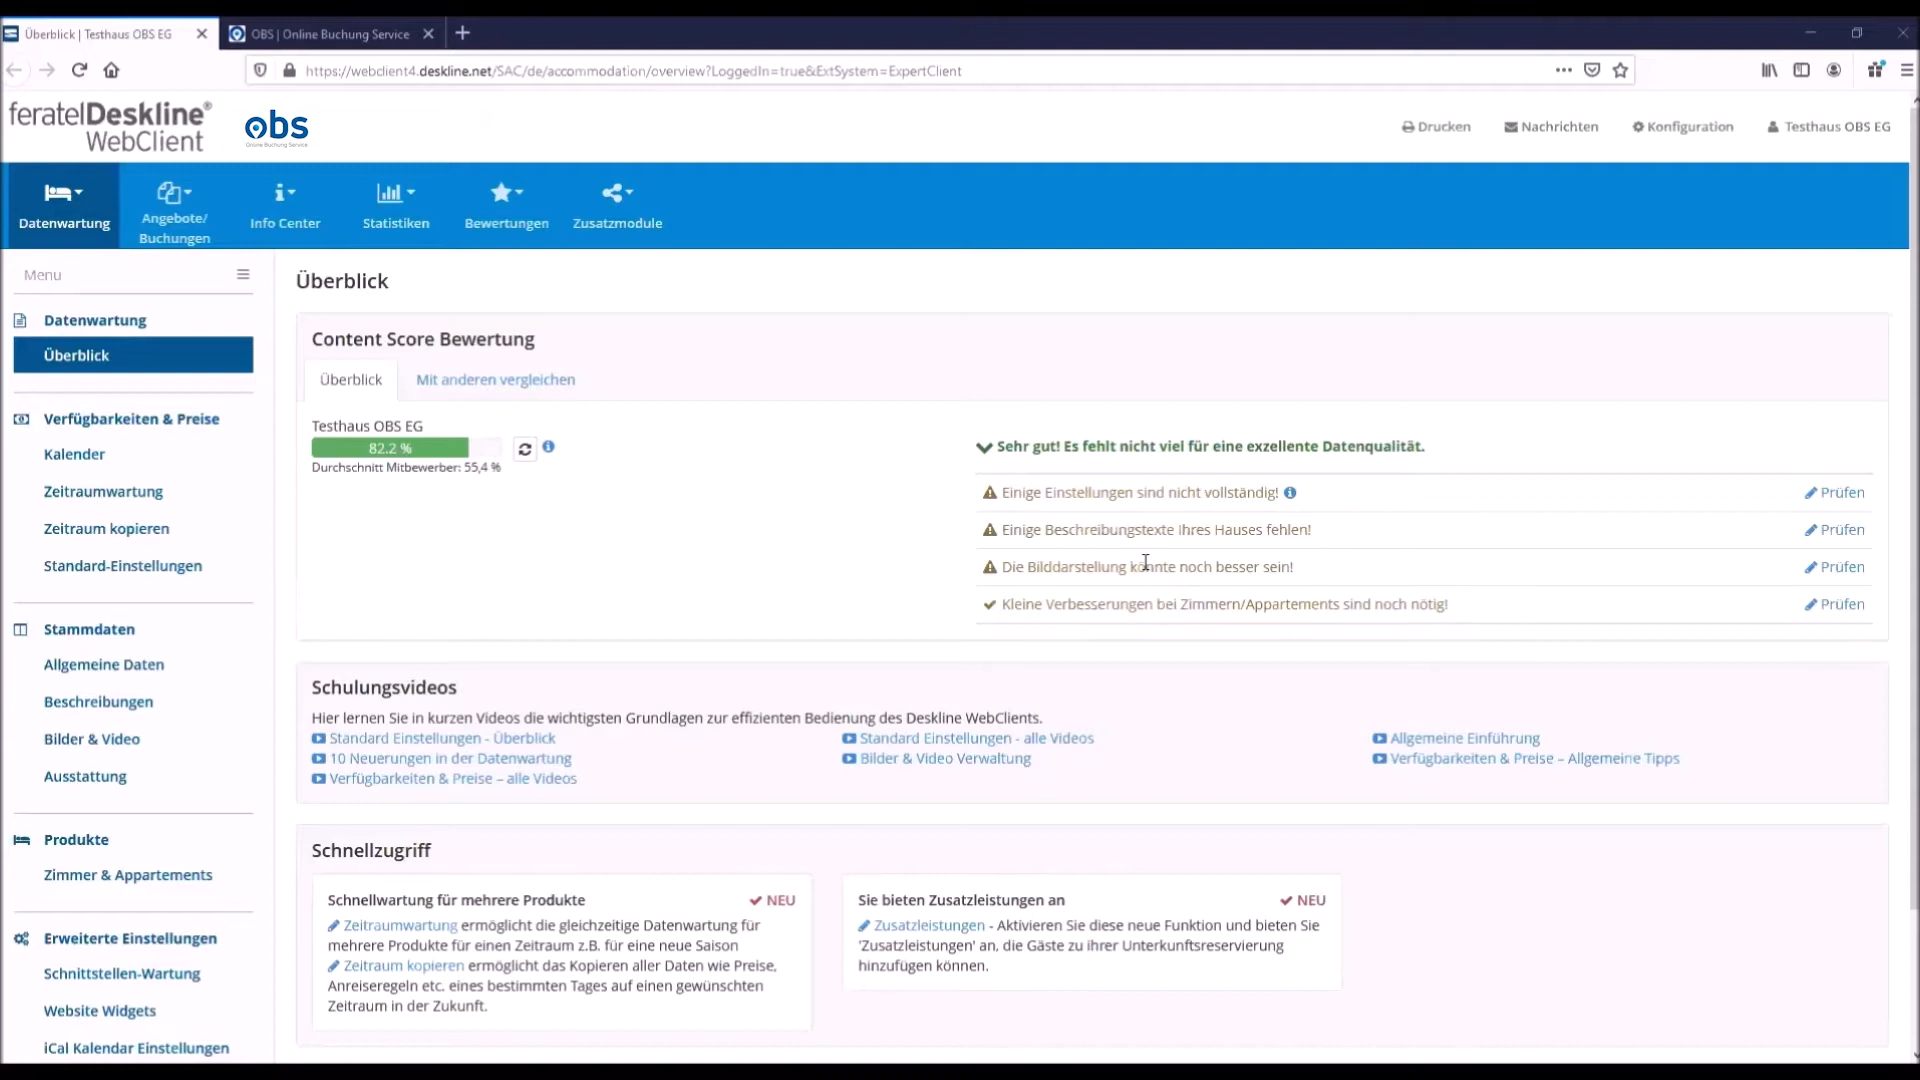 Überblick | Testhaus OBS EG
OBS | Online Buchung Service
https://webclient4.deskline.net/SAC/de/accommodation/overview?LoggedIn=true&ExtSystem=ExpertClient
feratelDeskline®
WebClient
obs
Online Buchung Service
Drucken
Nachrichten
Konfiguration
Testhaus OBS EG
Datenwartung
Angebote/
Buchungen
Info Center
Statistiken
Bewertungen
Zusatzmodule
Menu
Datenwartung
Überblick
Verfügbarkeiten & Preise
Kalender
Zeitraumwartung
Zeitraum kopieren
Standard-Einstellungen
Stammdaten
Allgemeine Daten
Beschreibungen
Bilder & Video
Ausstattung
Produkte
Zimmer & Appartements
Erweiterte Einstellungen
Schnittstellen-Wartung
Website Widgets
iCal Kalendar Einstellungen
Überblick
Content Score Bewertung
Überblick
Mit anderen vergleichen
Testhaus OBS EG
82.2 %
Durchschnitt Mitbewerber: 55,4 %
Sehr gut! Es fehlt nicht viel für eine exzellente Datenqualität.
Einige Einstellungen sind nicht vollständig!
Prüfen
Einige Beschreibungstexte Ihres Hauses fehlen!
Prüfen
Die Bilddarstellung könnte noch besser sein!
Prüfen
Kleine Verbesserungen bei Zimmern/Appartements sind noch nötig!
Prüfen
Schulungsvideos
Hier lernen Sie in kurzen Videos die wichtigsten Grundlagen zur effizienten Bedienung des Deskline WebClients.
Standard Einstellungen - Überblick
Standard Einstellungen - alle Videos
Allgemeine Einführung
10 Neuerungen in der Datenwartung
Bilder & Video Verwaltung
Verfügbarkeiten & Preise – Allgemeine Tipps
Verfügbarkeiten & Preise – alle Videos
Schnellzugriff
Schnellwartung für mehrere Produkte
NEU
Zeitraumwartung ermöglicht die gleichzeitige Datenwartung für
mehrere Produkte für einen Zeitraum z.B. für eine neue Saison
Zeitraum kopieren ermöglicht das Kopieren aller Daten wie Preise,
Anreiseregeln etc. eines bestimmten Tages auf einen gewünschten
Zeitraum in der Zukunft.
Sie bieten Zusatzleistungen an
NEU
Zusatzleistungen - Aktivieren Sie diese neue Funktion und bieten Sie
'Zusatzleistungen' an, die Gäste zu ihrer Unterkunftsreservierung
hinzufügen können.